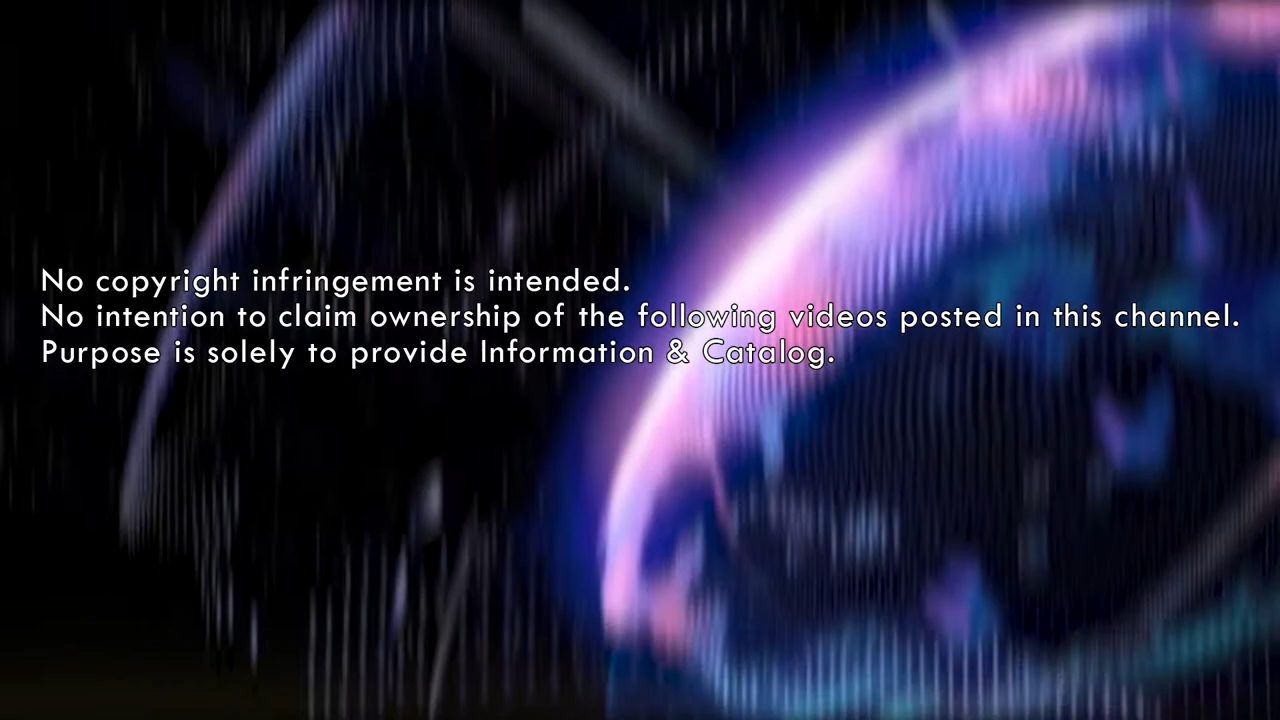 No copyright infringement is intended.
No intention to claim ownership of the following videos posted in this channel.
Purpose is solely to provide Information & Catalog.